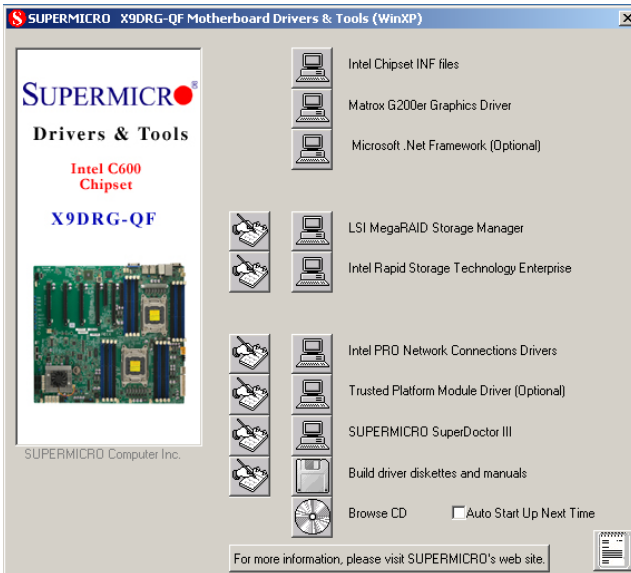 SUPERMICRO X9DRG-QF Motherboard Drivers & Tools (WinXP)
SUPERMICRO®
Drivers & Tools
Intel C600
Chipset
X9DRG-QF
SUPERMICRO Computer Inc.
Intel Chipset INF files
Matrox G200er Graphics Driver
Microsoft .Net Framework (Optional)
LSI MegaRAID Storage Manager
Intel Rapid Storage Technology Enterprise
Intel PRO Network Connections Drivers
Trusted Platform Module Driver (Optional)
SUPERMICRO SuperDoctor III
Build driver diskettes and manuals
Browse CD
Auto Start Up Next Time
For more information, please visit SUPERMICRO's web site.